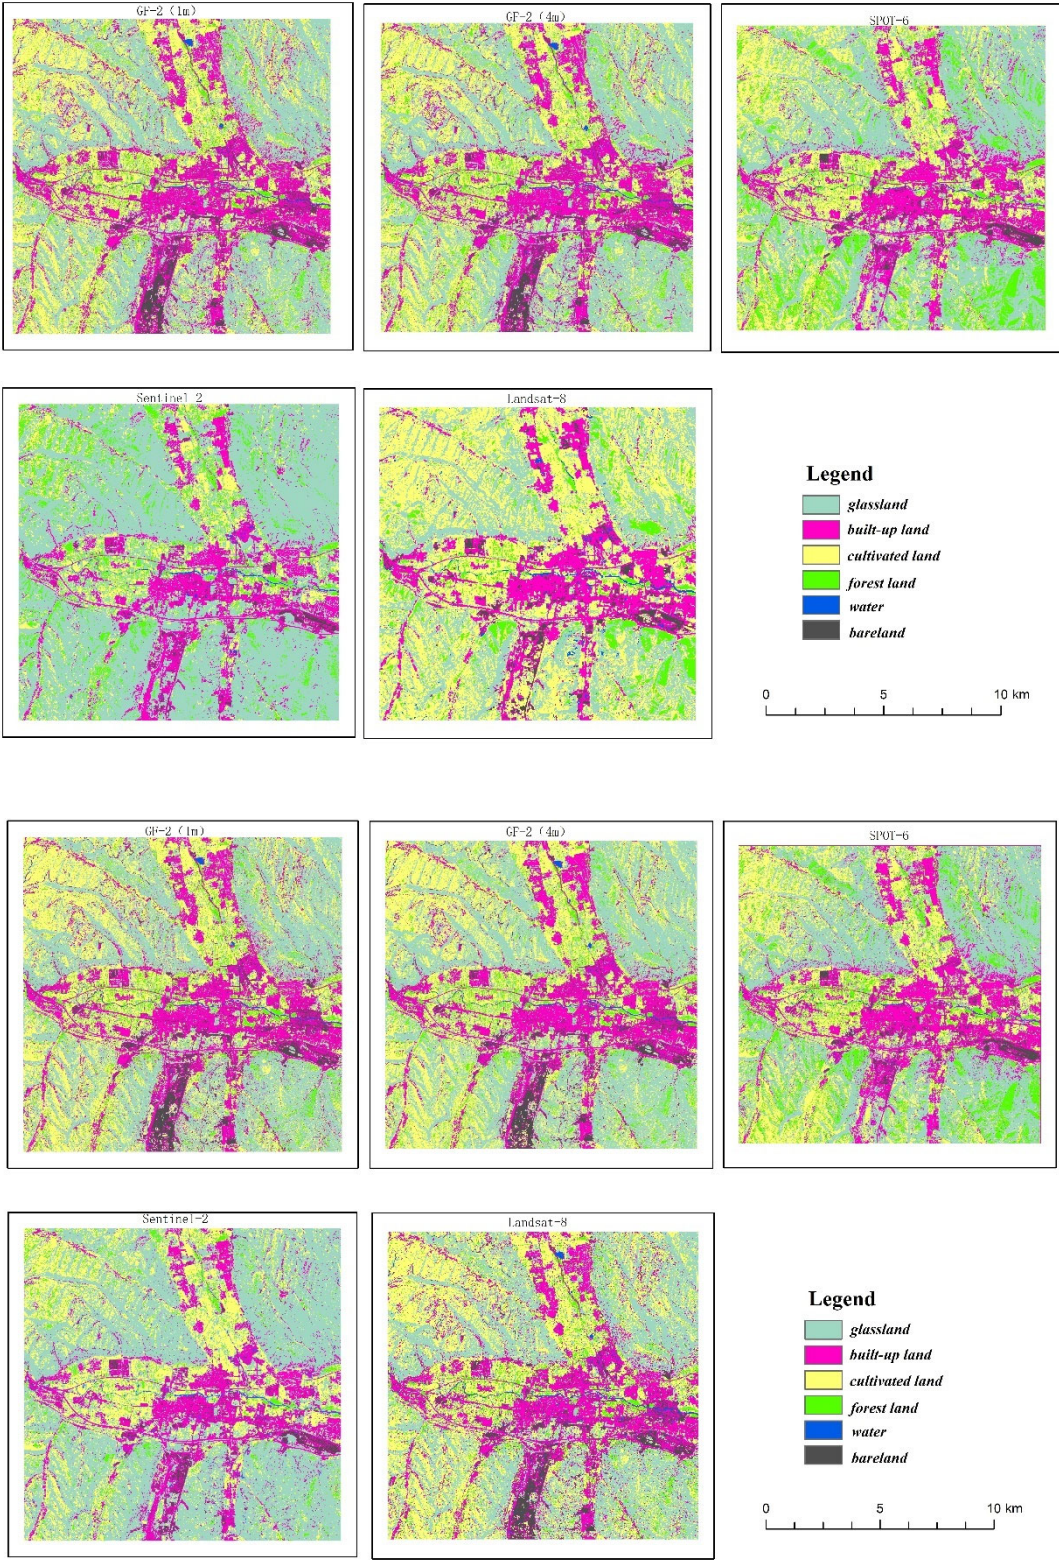 GF-2 (1m)
GF-2 (4m)
SPOT-6
Sentinel 2
Landsat-8
Legend
glassland
built-up land
cultivated land
forest land
water
bareland
0 5 10 km
GF-2 (1m)
GF-2 (4m)
SPOT-6
Sentinel-2
Landsat-8
Legend
glassland
built-up land
cultivated land
forest land
water
bareland
0 5 10 km